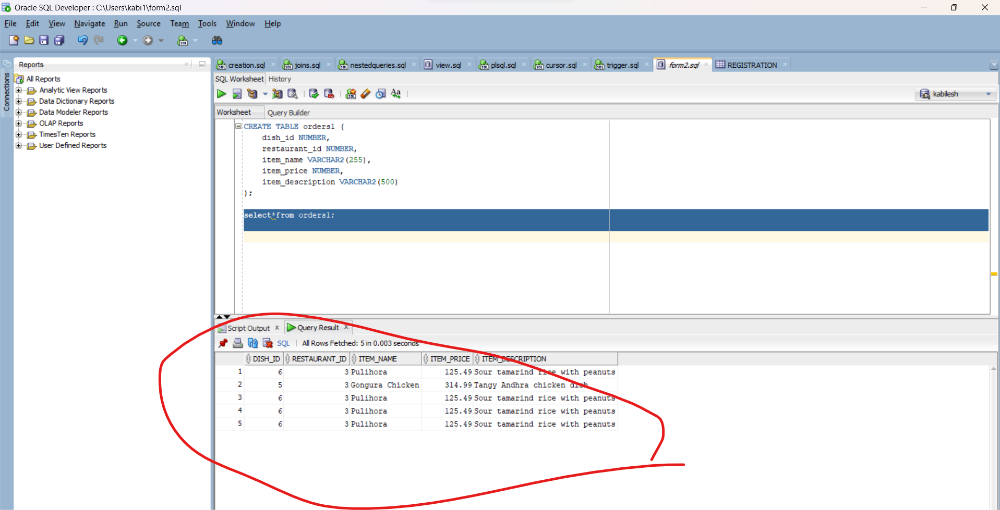 Oracle SQL Developer : C:\Users\kabi1\form2.sql
File Edit View Navigate Run Source Team Tools Window Help
Connections
Reports
All Reports
Analytic View Reports
Data Dictionary Reports
Data Modeler Reports
OLAP Reports
TimesTen Reports
User Defined Reports
creation.sql joins.sql nestedqueries.sql view.sql plsql.sql cursor.sql trigger.sql form2.sql REGISTRATION
SQL Worksheet History
kabilesh
Worksheet Query Builder
CREATE TABLE orders1 (
dish_id NUMBER,
restaurant_id NUMBER,
item_name VARCHAR2(255),
item_price NUMBER,
item_description VARCHAR2(500)
);
select*from orders1;
Script Output x Query Result x
SQL | All Rows Fetched: 5 in 0.003 seconds
DISH_ID RESTAURANT_ID ITEM_NAME ITEM_PRICE ITEM_DESCRIPTION
1 6 3 Pulihora 125.49 Sour tamarind rice with peanuts
2 5 3 Gongura Chicken 314.99 Tangy Andhra chicken dish
3 6 3 Pulihora 125.49 Sour tamarind rice with peanuts
4 6 3 Pulihora 125.49 Sour tamarind rice with peanuts
5 6 3 Pulihora 125.49 Sour tamarind rice with peanuts